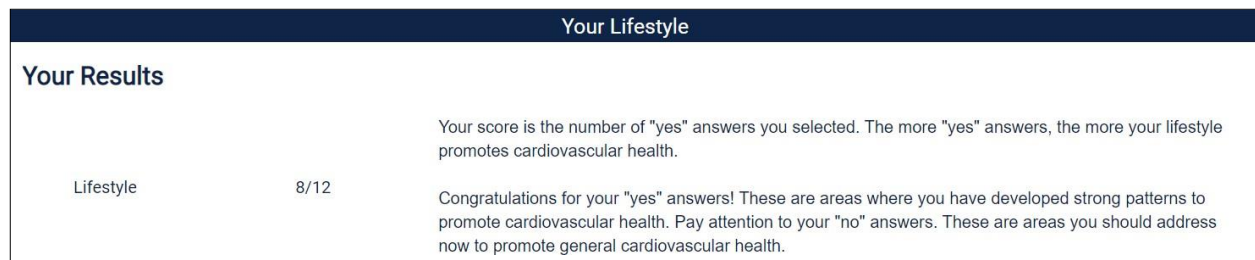 Your Lifestyle
Your Results
Your score is the number of "yes" answers you selected. The more "yes" answers, the more your lifestyle
promotes cardiovascular health.
Lifestyle 8/12
Congratulations for your "yes" answers! These are areas where you have developed strong patterns to
promote cardiovascular health. Pay attention to your "no" answers. These are areas you should address
now to promote general cardiovascular health.